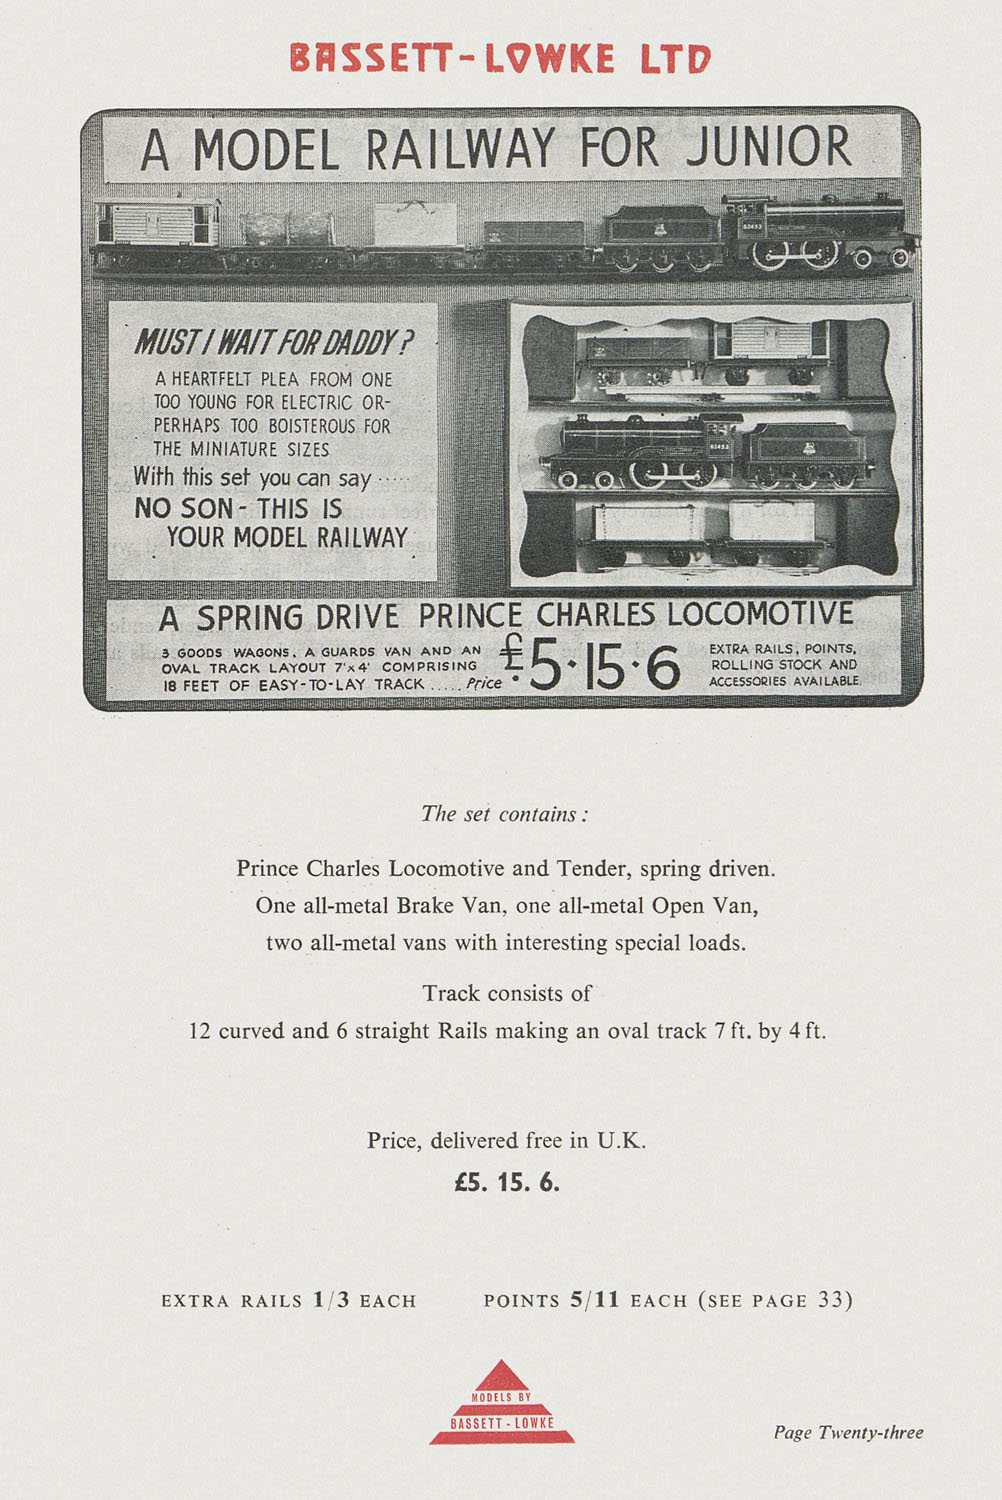 BASSETT-LOWKE LTD
A MODEL RAILWAY FOR JUNIOR
62453
MUST I WAIT FOR DADDY?
A HEARTFELT PLEA FROM ONE
TOO YOUNG FOR ELECTRIC OR-
PERHAPS TOO BOISTEROUS FOR
THE MINIATURE SIZES
With this set you can say .....
NO SON - THIS IS
YOUR MODEL RAILWAY
62453
A SPRING DRIVE PRINCE CHARLES LOCOMOTIVE
3 GOODS WAGONS, A GUARDS VAN AND AN
OVAL TRACK LAYOUT 7'x4' COMPRISING
18 FEET OF EASY-TO-LAY TRACK ..... Price
£5·15·6
EXTRA RAILS, POINTS,
ROLLING STOCK AND
ACCESSORIES AVAILABLE.
The set contains :
Prince Charles Locomotive and Tender, spring driven.
One all-metal Brake Van, one all-metal Open Van,
two all-metal vans with interesting special loads.
Track consists of
12 curved and 6 straight Rails making an oval track 7 ft. by 4 ft.
Price, delivered free in U.K.
£5. 15. 6.
EXTRA RAILS 1/3 EACH POINTS 5/11 EACH (SEE PAGE 33)
MODELS BY
BASSETT-LOWKE
Page Twenty-three